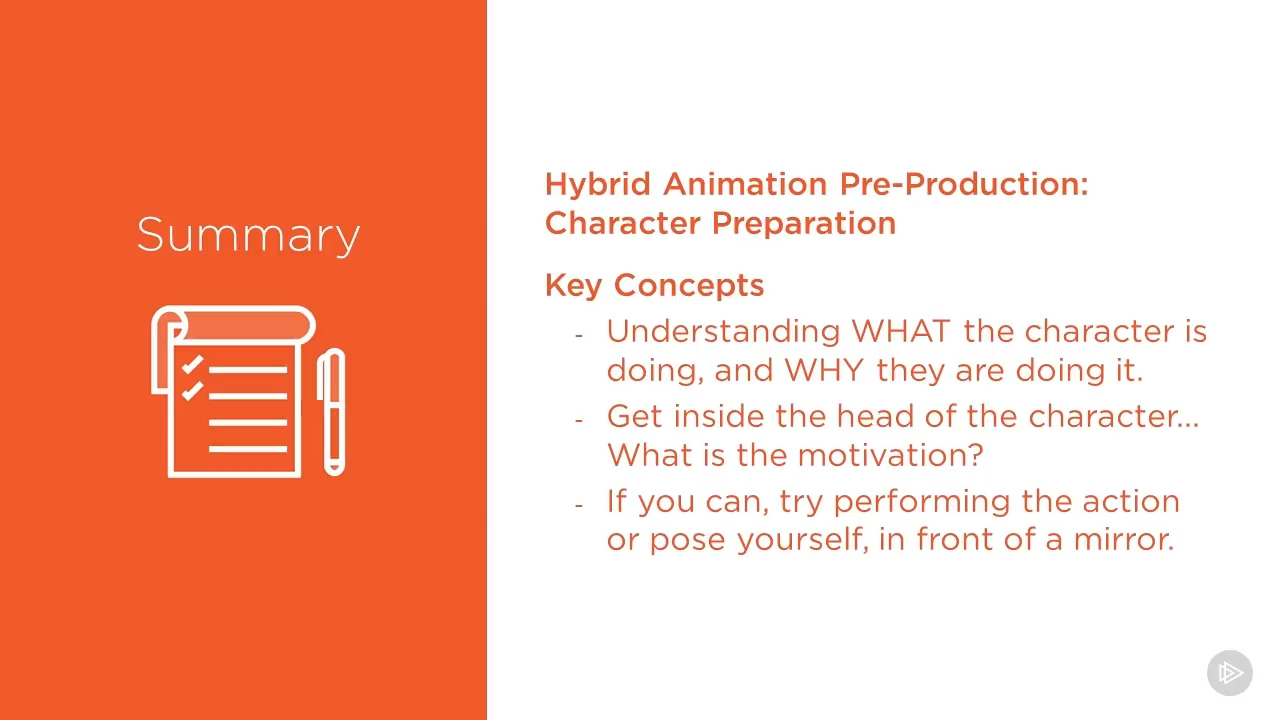 Summary
Hybrid Animation Pre-Production:
Character Preparation
Key Concepts
- Understanding WHAT the character is
doing, and WHY they are doing it.
- Get inside the head of the character...
What is the motivation?
- If you can, try performing the action
or pose yourself, in front of a mirror.